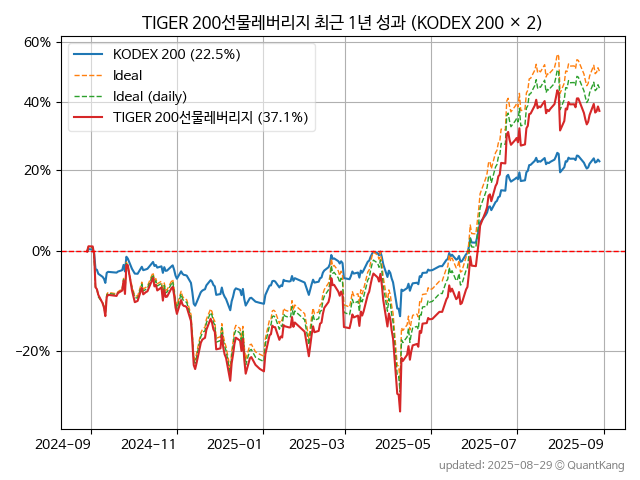 TIGER 200선물레버리지 최근 1년 성과 (KODEX 200 × 2)
KODEX 200 (22.5%)
Ideal
Ideal (daily)
TIGER 200선물레버리지 (37.1%)
60%
40%
20%
0%
−20%
2024-09 2024-11 2025-01 2025-03 2025-05 2025-07 2025-09
updated: 2025-08-29 © QuantKang